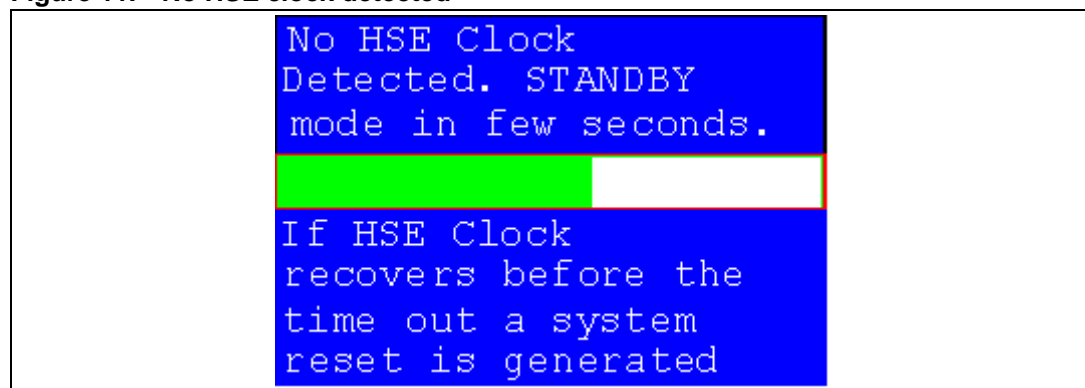 No HSE Clock
Detected. STANDBY
mode in few seconds.
If HSE Clock
recovers before the
time out a system
reset is generated